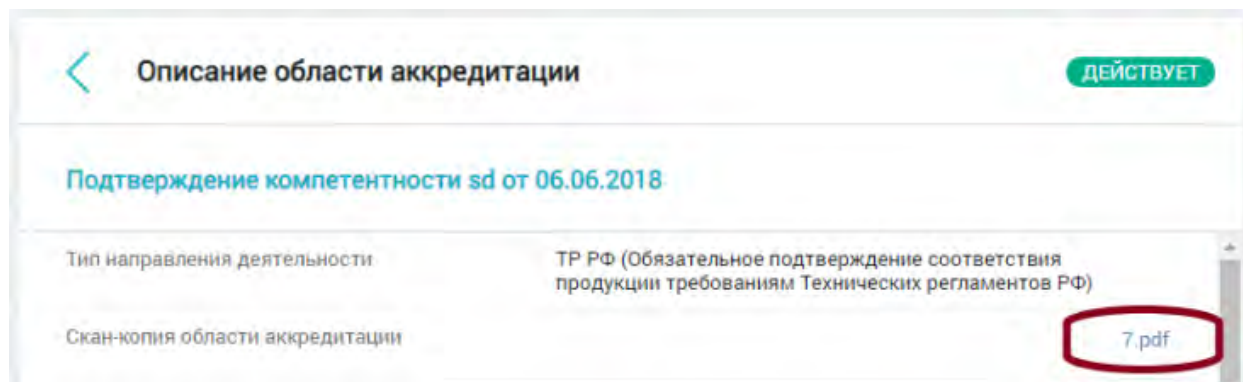 Описание области аккредитации
ДЕЙСТВУЕТ
Подтверждение компетентности sd от 06.06.2018
Тип направления деятельности
ТР РФ (Обязательное подтверждение соответствия
продукции требованиям Технических регламентов РФ)
Скан-копия области аккредитации
7.pdf